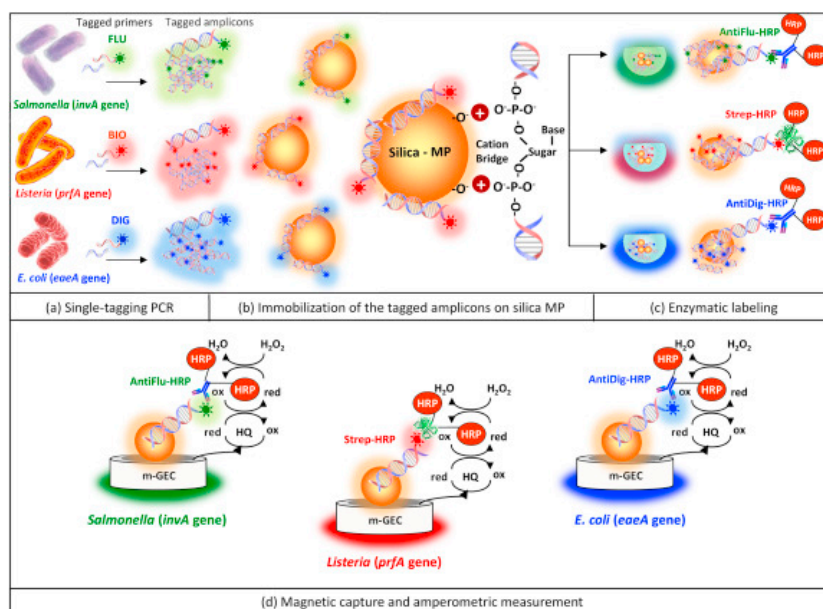 Tagged primers
Tagged amplicons
FLU
Salmonella (invA gene)
BIO
Listeria (prfA gene)
DIG
E. coli (eaeA gene)
Silica - MP
-O-
+
O--P-O-
O
Cation
Bridge
Sugar
Base
O
-O-
+
O--P-O-
O
AntiFlu-HRP
HRP
HRP
Strep-HRP
HRP
HRP
AntiDig-HRP
HRP
HRP
(a) Single-tagging PCR
(b) Immobilization of the tagged amplicons on silica MP
(c) Enzymatic labeling
H2O
H2O2
HRP
AntiFlu-HRP
ox
HRP
red
red
HQ
ox
m-GEC
Salmonella (invA gene)
H2O
H2O2
HRP
Strep-HRP
ox
HRP
red
red
HQ
ox
m-GEC
Listeria (prfA gene)
H2O
H2O2
HRP
AntiDig-HRP
ox
HRP
red
red
HQ
ox
m-GEC
E. coli (eaeA gene)
(d) Magnetic capture and amperometric measurement